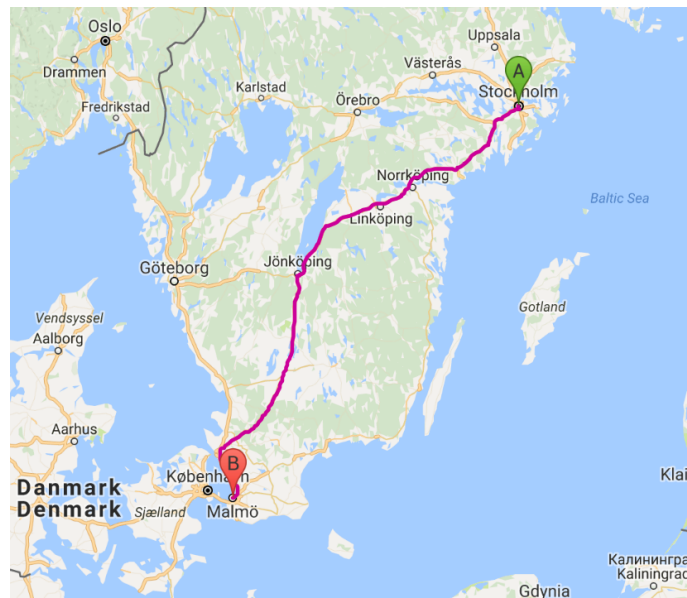 Oslo
Uppsala
Drammen
Västerås
A
Karlstad
Stockholm
Örebro
Fredrikstad
Norrköping
Baltic Sea
Linköping
Jönköping
Göteborg
Gotland
Vendsyssel
Aalborg
Aarhus
B
København
Klai
Danmark
Denmark
Sjælland
Malmö
Калинингра
Kaliningrad
Gdynia